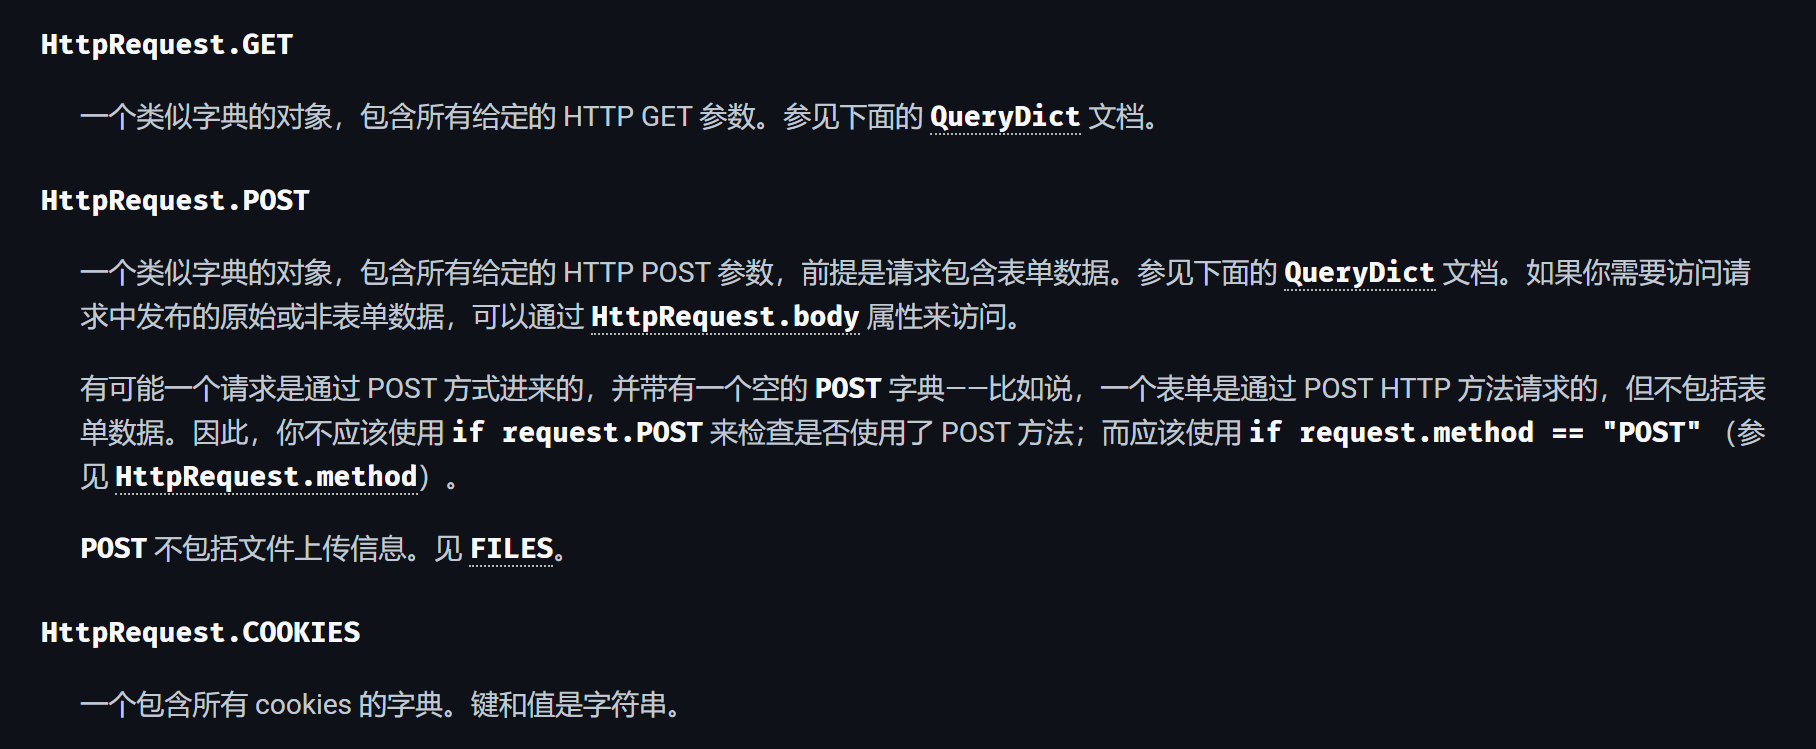 HttpRequest.GET
一个类似字典的对象，包含所有给定的 HTTP GET 参数。参见下面的 QueryDict 文档。
HttpRequest.POST
一个类似字典的对象，包含所有给定的 HTTP POST 参数，前提是请求包含表单数据。参见下面的 QueryDict 文档。如果你需要访问请
求中发布的原始或非表单数据，可以通过 HttpRequest.body 属性来访问。
有可能一个请求是通过 POST 方式进来的，并带有一个空的 POST 字典——比如说，一个表单是通过 POST HTTP 方法请求的，但不包括表
单数据。因此，你不应该使用 if request.POST 来检查是否使用了 POST 方法；而应该使用 if request.method == "POST" （参
见 HttpRequest.method）。
POST 不包括文件上传信息。见 FILES。
HttpRequest.COOKIES
一个包含所有 cookies 的字典。键和值是字符串。